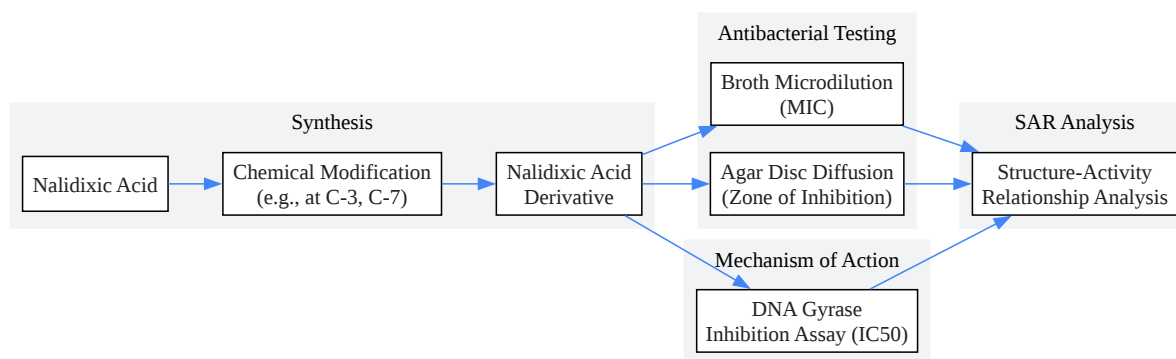 Antibacterial Testing
Broth Microdilution
(MIC)
Synthesis
SAR Analysis
Nalidixic Acid
Chemical Modification
(e.g., at C-3, C-7)
Nalidixic Acid
Derivative
Agar Disc Diffusion
(Zone of Inhibition)
Structure-Activity
Relationship Analysis
Mechanism of Action
DNA Gyrase
Inhibition Assay (IC50)